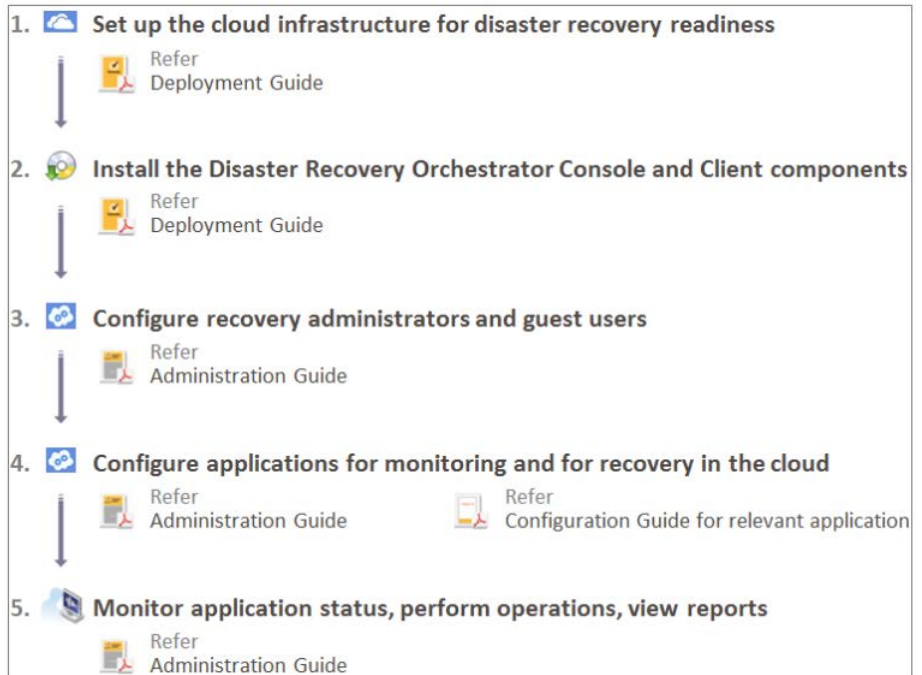 1. Set up the cloud infrastructure for disaster recovery readiness
Refer
Deployment Guide
2. Install the Disaster Recovery Orchestrator Console and Client components
Refer
Deployment Guide
3. Configure recovery administrators and guest users
Refer
Administration Guide
4. Configure applications for monitoring and for recovery in the cloud
Refer
Administration Guide
Refer
Configuration Guide for relevant application
5. Monitor application status, perform operations, view reports
Refer
Administration Guide